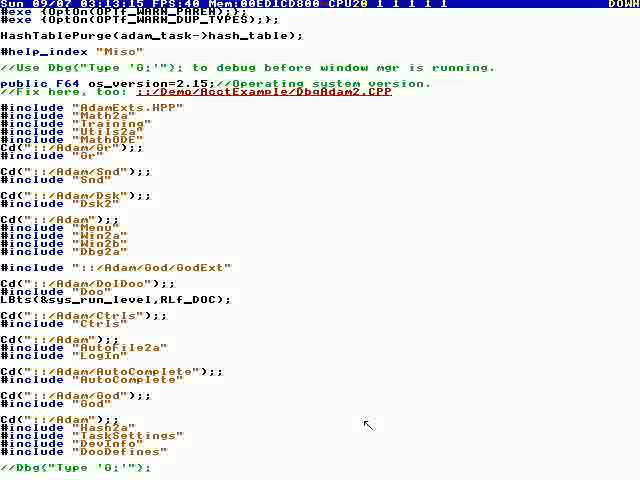 Sun 09/07 03:13:15 FPS:40 Mem:00ED1CD800 CPU20 1 1 1 1 1 DOWN
#exe {OptOn(OPTf_WARN_PAREN);};
#exe {OptOn(OPTf_WARN_DUP_TYPES);};
HashTablePurge(adam_task->hash_table);
#help_index "Misc"
//Use Dbg("Type 'G;'"); to debug before window mgr is running.
public F64 os_version=2.15;//Operating system version.
//Fix here, too: ::/Demo/AcctExample/DbgAdam2.CPP
#include "AdamExts.HPP"
#include "Math2a"
#include "Training"
#include "Utils2a"
#include "MathODE"
Cd("::/Adam/Gr");;
#include "Gr"
Cd("::/Adam/Snd");;
#include "Snd"
Cd("::/Adam/Dsk");;
#include "Dsk2"
Cd("::/Adam");;
#include "Menu"
#include "Win2a"
#include "Win2b"
#include "Dbg2a"
#include "::/Adam/God/GodExt"
Cd("::/Adam/DolDoc");;
#include "Doc"
LBts(&sys_run_level,RLf_DOC);
Cd("::/Adam/Ctrls");;
#include "Ctrls"
Cd("::/Adam");;
#include "AutoFile2a"
#include "LogIn"
Cd("::/Adam/AutoComplete");;
#include "AutoComplete"
Cd("::/Adam/God");;
#include "God"
Cd("::/Adam");;
#include "Hash2a"
#include "TaskSettings"
#include "DevInfo"
#include "DocDefines"
//Dbg("Type 'G;'");